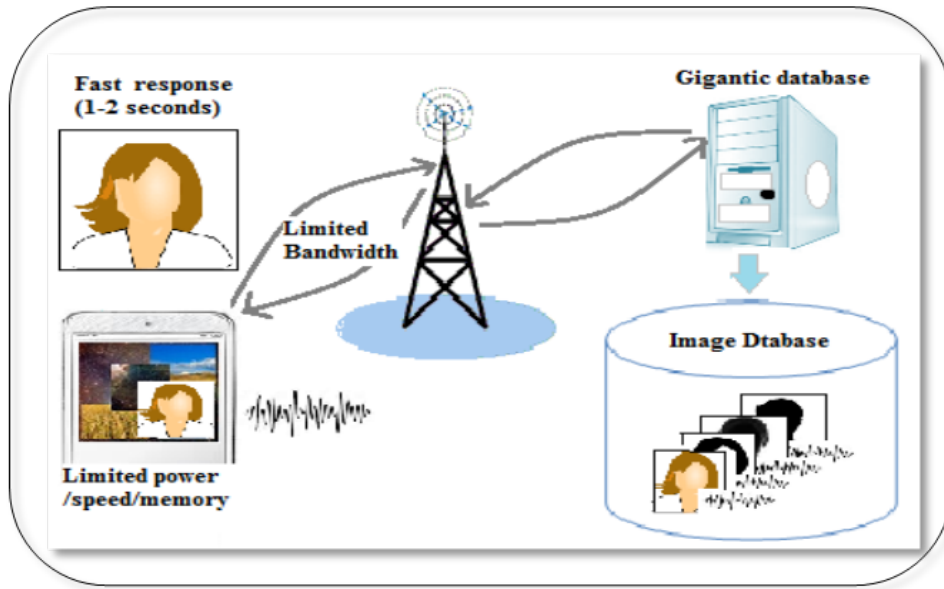 Fast response
(1-2 seconds)
Gigantic database
Limited
Bandwidth
Image Dtabase
Limited power
/speed/memory